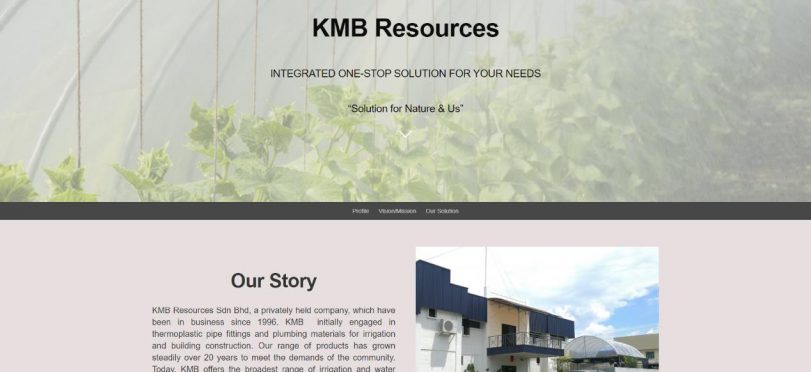 KMB Resources
INTEGRATED ONE-STOP SOLUTION FOR YOUR NEEDS
“Solution for Nature & Us”
Profile Vision/Mission Our Solution
Our Story
KMB Resources Sdn Bhd, a privately held company, which have
been in business since 1996. KMB initially engaged in
thermoplastic pipe fittings and plumbing materials for irrigation
and building construction. Our range of products has grown
steadily over 20 years to meet the demands of the community.
Today, KMB offers the broadest range of irrigation and water